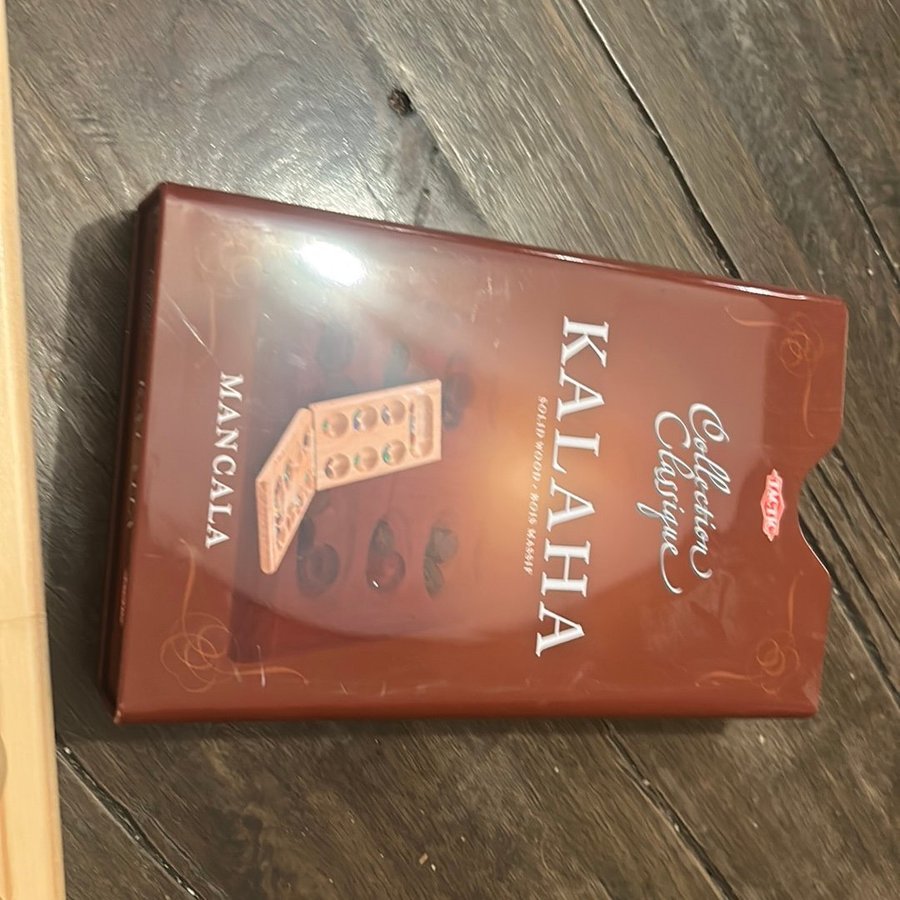 TACTIC
Collection
Classique
KALAHA
SOLID WOOD • BOIS MASSIF
MANCALA